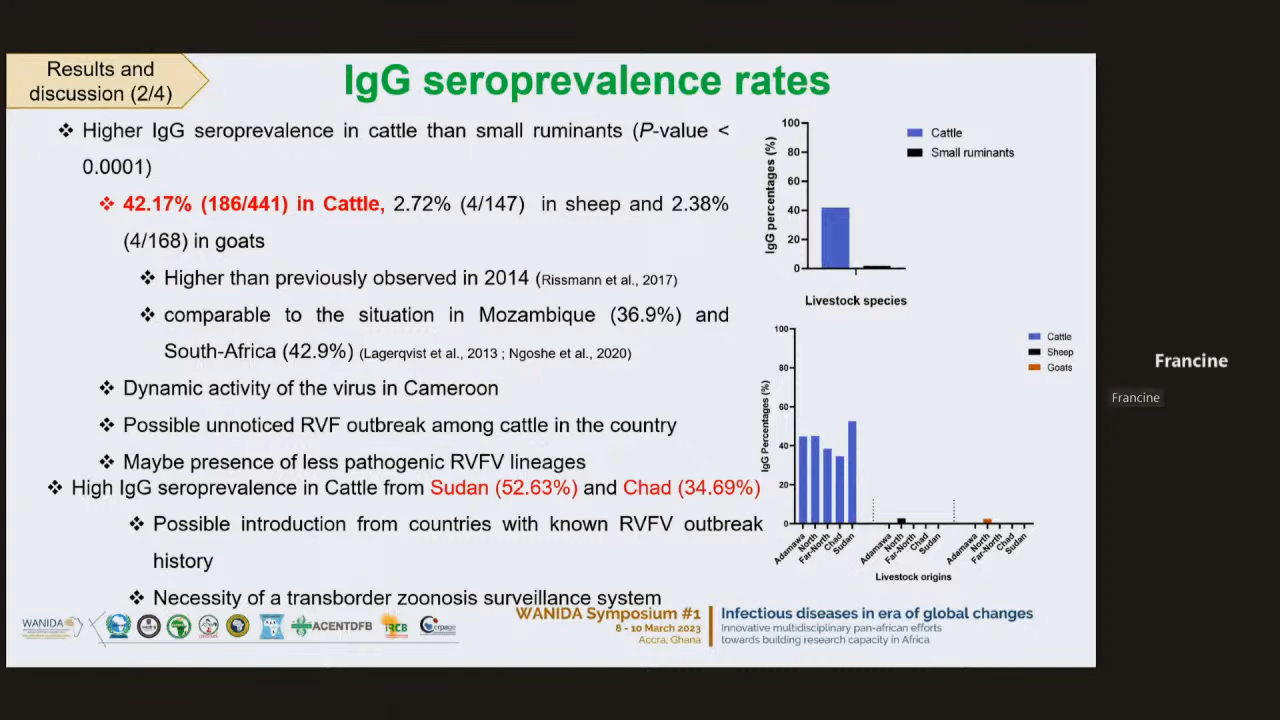 Results and
discussion (2/4)
IgG seroprevalence rates
❖ Higher IgG seroprevalence in cattle than small ruminants (P-value <
0.0001)
❖ 42.17% (186/441) in Cattle, 2.72% (4/147) in sheep and 2.38%
(4/168) in goats
❖ Higher than previously observed in 2014 (Rissmann et al., 2017)
❖ comparable to the situation in Mozambique (36.9%) and
South-Africa (42.9%) (Lagerqvist et al., 2013 ; Ngoshe et al., 2020)
❖ Dynamic activity of the virus in Cameroon
❖ Possible unnoticed RVF outbreak among cattle in the country
❖ Maybe presence of less pathogenic RVFV lineages
❖ High IgG seroprevalence in Cattle from Sudan (52.63%) and Chad (34.69%)
❖ Possible introduction from countries with known RVFV outbreak
history
❖ Necessity of a transborder zoonosis surveillance system
IgG percentages (%)
100
80
60
40
20
0
Cattle
Small ruminants
Livestock species
IgG Percentages (%)
100
80
60
40
20
0
Cattle
Sheep
Goats
Adamawa North Far-North Chad Sudan Adamawa North Far-North Chad Sudan Adamawa North Far-North Chad Sudan
Livestock origins
WANIDA
ACENTDFB
RCB
WANIDA Symposium #1
8 - 10 March 2023
Accra, Ghana
Infectious diseases in era of global changes
Innovative multidisciplinary pan-african efforts
towards building research capacity in Africa
Francine
Francine